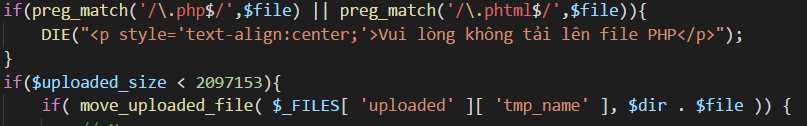 if(preg_match('/\.php$/',$file) || preg_match('/\.phtml$/',$file)){
DIE("<p style='text-align:center;'>Vui lòng không tải lên file PHP</p>");
}
if($uploaded_size < 2097153){
if( move_uploaded_file( $_FILES[ 'uploaded' ][ 'tmp_name' ], $dir . $file )) {